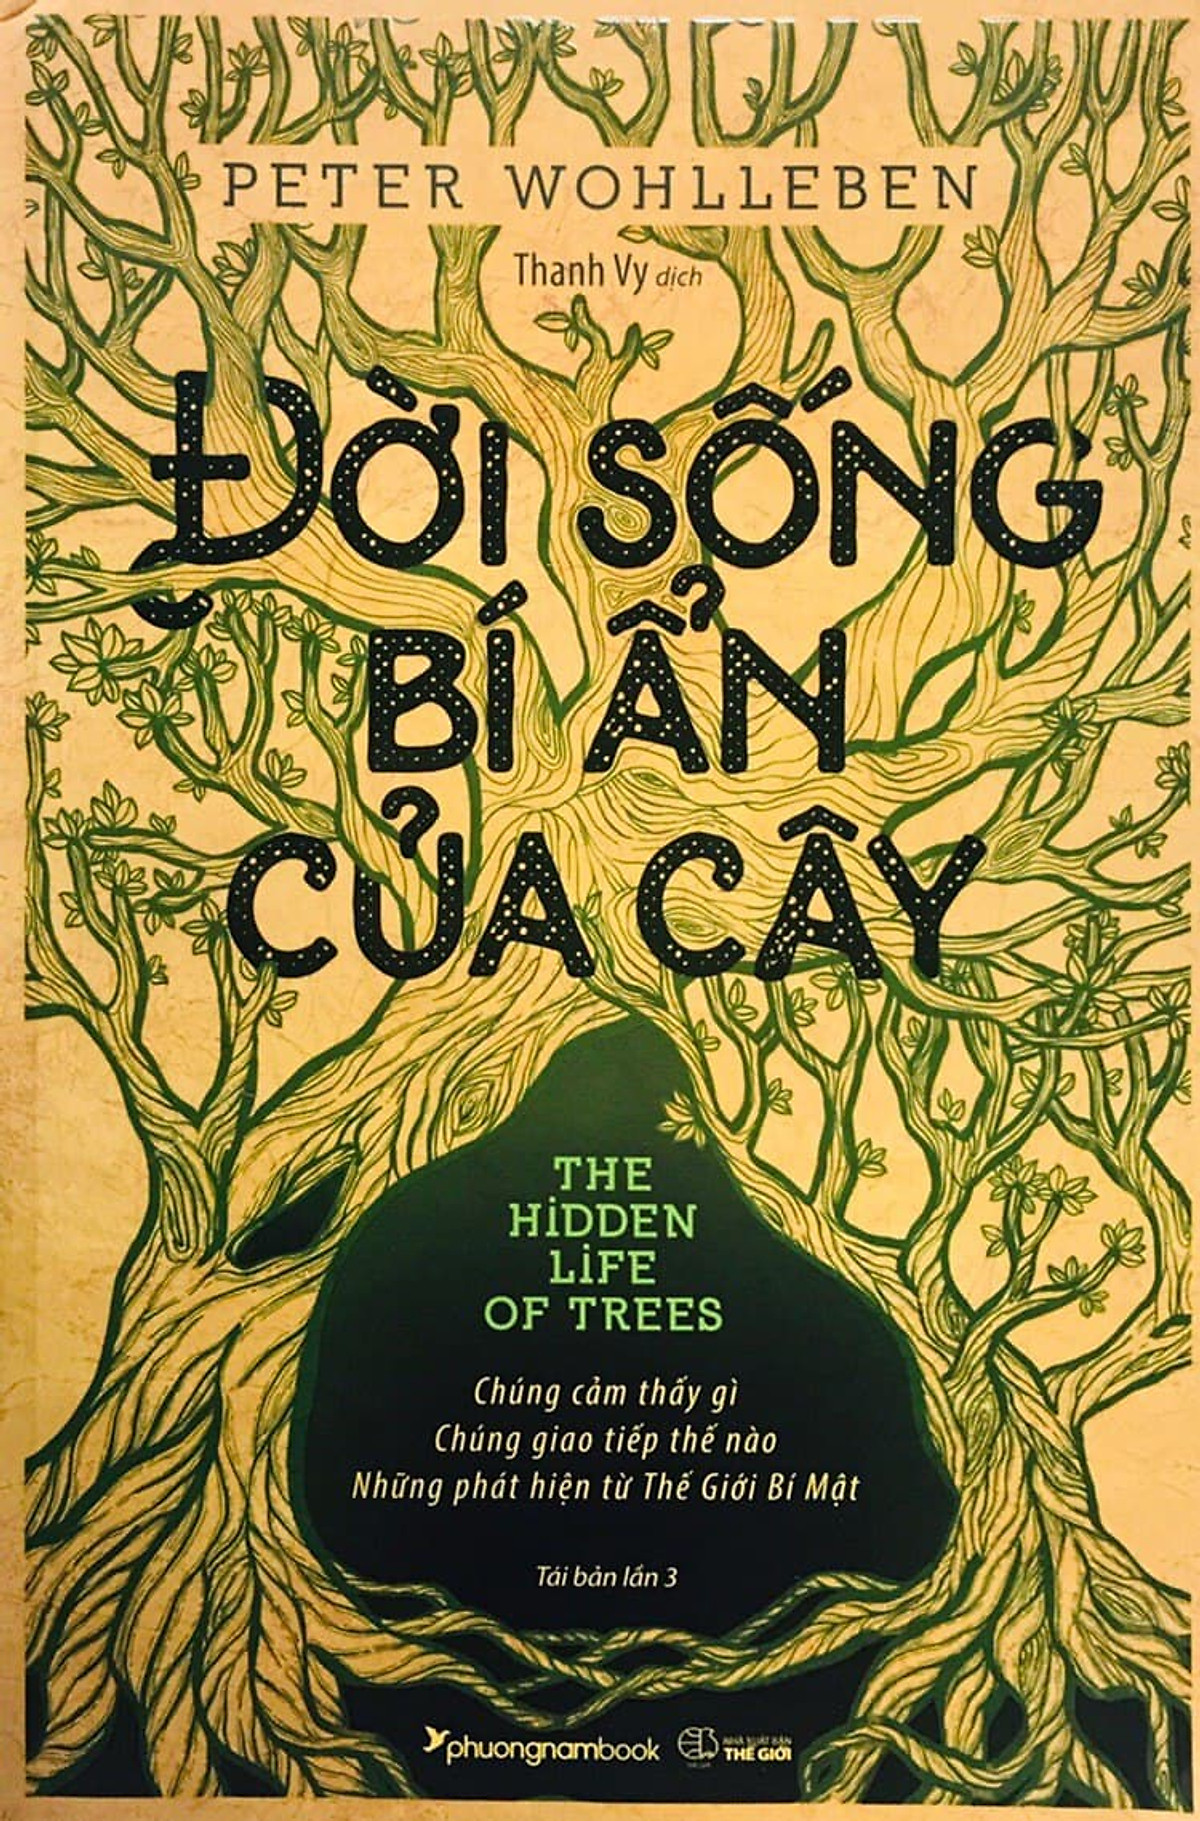 PETER WOHLLEBEN
Thanh Vy dịch
ĐỜI SỐNG
BÍ ẨN
CỦA CÂY
THE
HiDDEN
LiFE
OF TREES
Chúng cảm thấy gì
Chúng giao tiếp thế nào
Những phát hiện từ Thế Giới Bí Mật
Tái bản lần 3
phuongnambook
NHÀ XUẤT BẢN
THẾ GIỚI